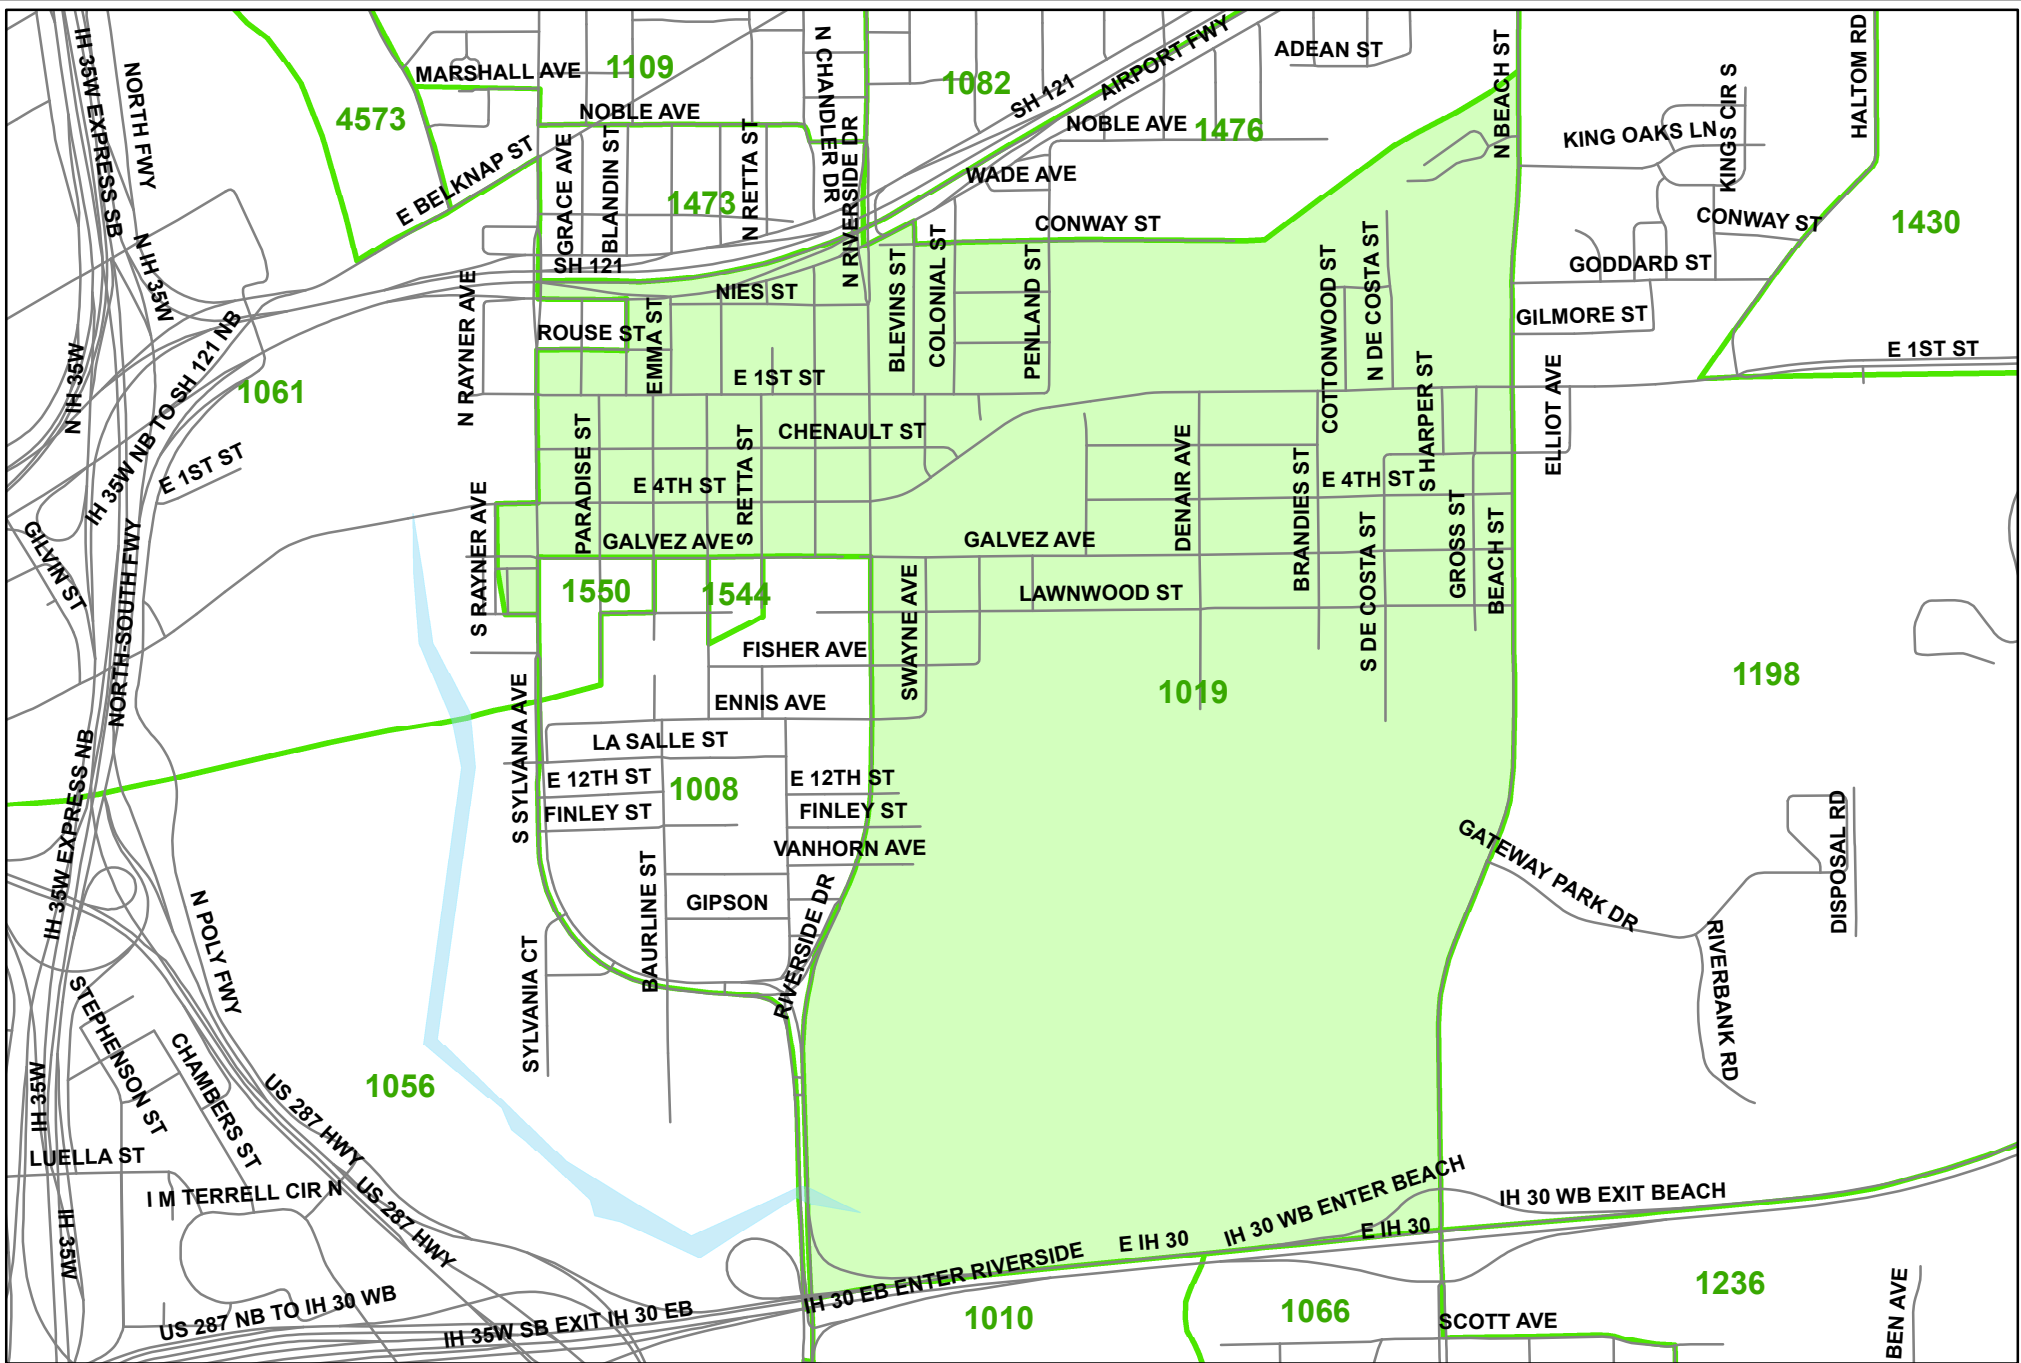 IH 35W EXPRESS SB
NORTH FWY
MARSHALL AVE
1109
N CHANDLER DR
1082
SH 121
AIRPORT FWY
ADEAN ST
N BEACH ST
KINGS CIR S
HALTOM RD
4573
NOBLE AVE
NOBLE AVE
1476
KING OAKS LN
E BELKNAP ST
GRACE AVE
BLANDIN ST
1473
N RETTA ST
N RIVERSIDE DR
WADE AVE
CONWAY ST
CONWAY ST
1430
N IH 35W
SH 121
GODDARD ST
N RAYNER AVE
NIES ST
ROUSE ST
EMMA ST
BLEVINS ST
COLONIAL ST
PENLAND ST
COTTONWOOD ST
N DE COSTA ST
GILMORE ST
E 1ST ST
N IH 35W
IH 35W NB TO SH 121 NB
1061
E 1ST ST
S HARPER ST
ELLIOT AVE
E 1ST ST
PARADISE ST
CHENAULT ST
S RETTA ST
DENAIR AVE
E 4TH ST
BRANDIES ST
E 4TH ST
GILVIN ST
NORTH-SOUTH FWY
S RAYNER AVE
GALVEZ AVE
GALVEZ AVE
GROSS ST
BEACH ST
1550
1544
SWAYNE AVE
LAWNWOOD ST
S DE COSTA ST
FISHER AVE
1019
1198
S SYLVANIA AVE
ENNIS AVE
LA SALLE ST
IH 35W EXPRESS NB
E 12TH ST
1008
E 12TH ST
FINLEY ST
FINLEY ST
VANHORN AVE
GATEWAY PARK DR
DISPOSAL RD
BAURLINE ST
GIPSON
RIVERSIDE DR
N POLY FWY
SYLVANIA CT
RIVERBANK RD
STEPHENSON ST
CHAMBERS ST
1056
IH 35W
US 287 HWY
LUELLA ST
I M TERRELL CIR N
US 287 HWY
IH 35W
IH 30 WB ENTER BEACH
IH 30 WB EXIT BEACH
E IH 30
E IH 30
IH 30 EB ENTER RIVERSIDE
US 287 NB TO IH 30 WB
IH 35W SB EXIT IH 30 EB
1010
1066
1236
SCOTT AVE
BEN AVE